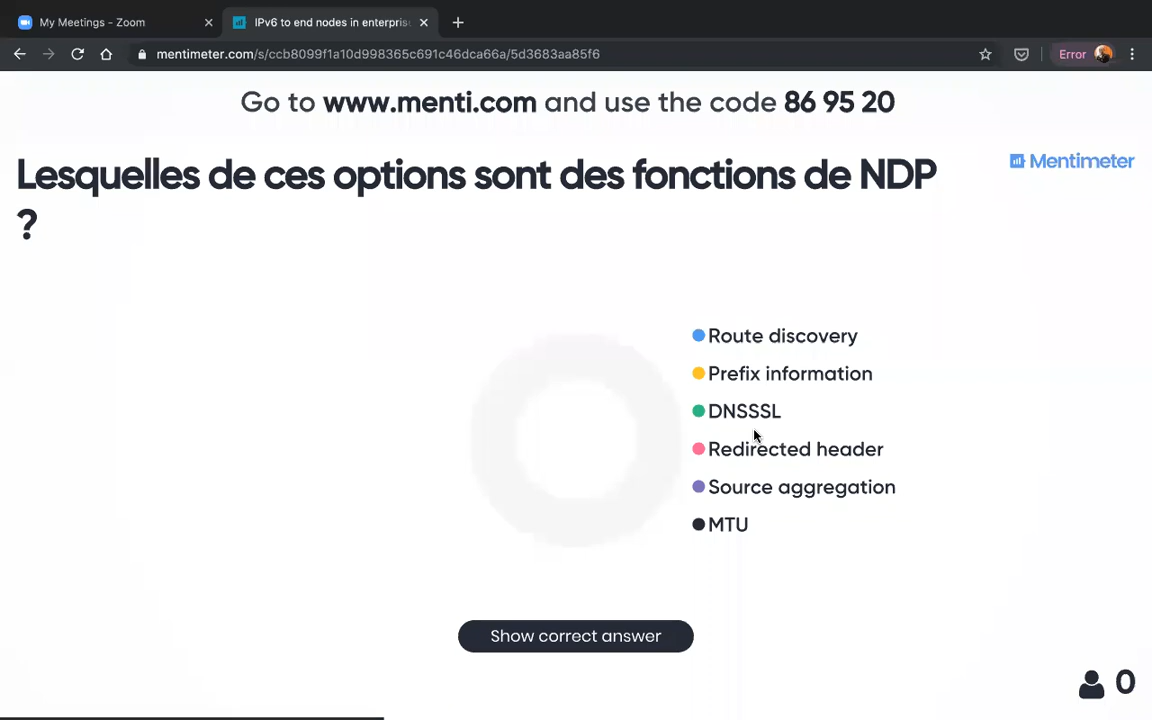 My Meetings - Zoom
IPv6 to end nodes in enterpris
mentimeter.com/s/ccb8099f1a10d998365c691c46dca66a/5d3683aa85f6
Error
Go to www.menti.com and use the code 86 95 20
Lesquelles de ces options sont des fonctions de NDP
?
Mentimeter
Route discovery
Prefix information
DNSSSL
Redirected header
Source aggregation
MTU
Show correct answer
0